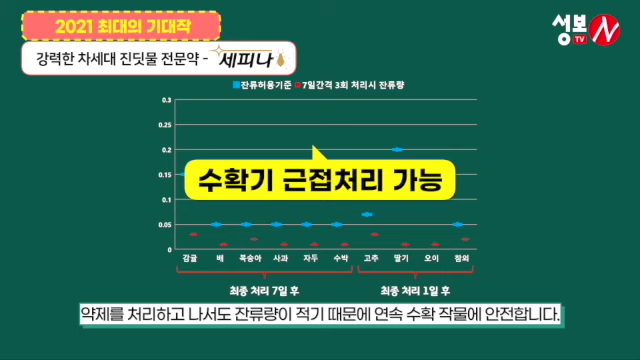 2021 최대의 기대작
강력한 차세대 진딧물 전문약 - 세피나
성보 TV N
잔류허용기준 7일간격 3회 처리시 잔류량
0.3
0.25
0.2
0.15
0.1
0.05
0
수확기 근접처리 가능
감귤 배 복숭아 사과 자두 수박 고추 딸기 오이 참외
최종 처리 7일 후 최종 처리 1일 후
약제를 처리하고 나서도 잔류량이 적기 때문에 연속 수확 작물에 안전합니다.